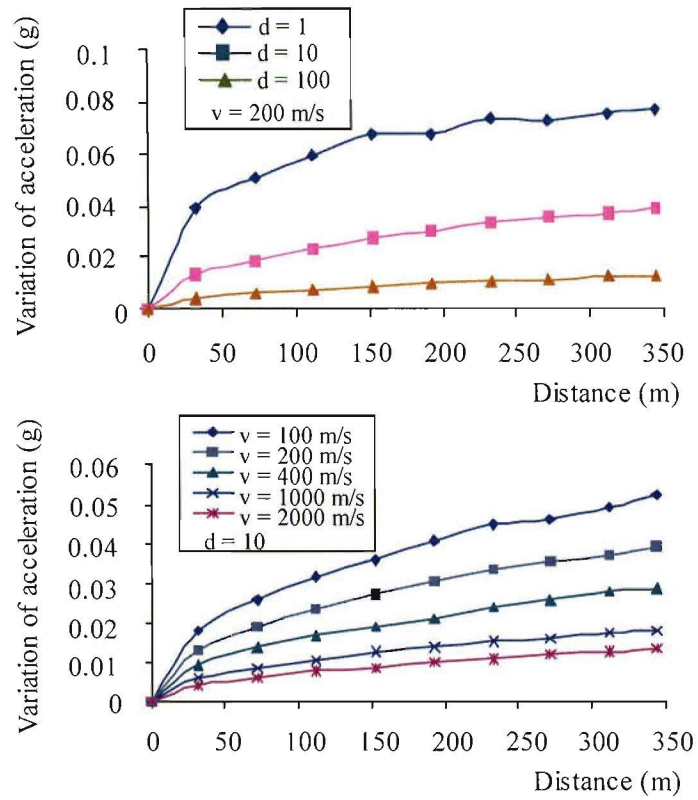 d = 1
d = 10
d = 100
v = 200 m/s
Variation of acceleration (g)
0.1
0.08
0.06
0.04
0.02
0
0 50 100 150 200 250 300 350
Distance (m)
v = 100 m/s
v = 200 m/s
v = 400 m/s
v = 1000 m/s
v = 2000 m/s
d = 10
Variation of acceleration (g)
0.06
0.05
0.04
0.03
0.02
0.01
0
0 50 100 150 200 250 300 350
Distance (m)